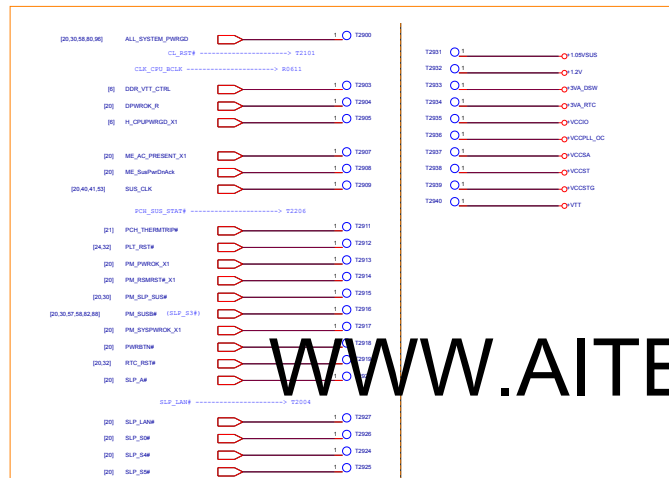 [20,30,58,80,96] ALL_SYSTEM_PWRGD 1 T2900
CL_RST# ----------------> T2101
CLK_CPU_BCLK ----------------> R0611
[6] DDR_VTT_CTRL 1 T2903
[20] DPWROK_R 1 T2904
[6] H_CPUPWRGD_X1 1 T2905
[20] ME_AC_PRESENT_X1 1 T2907
[20] ME_SusPwrDnAck 1 T2908
[20,40,41,53] SUS_CLK 1 T2909
PCH_SUS_STAT# ----------------> T2206
[21] PCH_THERMTRIP# 1 T2911
[24,32] PLT_RST# 1 T2912
[20] PM_PWROK_X1 1 T2913
[20] PM_RSMRST#_X1 1 T2914
[20,30] PM_SLP_SUS# 1 T2915
[20,30,57,58,82,88] PM_SUSB# (SLP_S3#) 1 T2916
[20] PM_SYSPWROK_X1 1 T2917
[20] PWRBTN# 1 T2918
[20,32] RTC_RST# 1 T2919
[20] SLP_A# 1
SLP_LAN# ----------------> T2004
[20] SLP_LAN# 1 T2927
[20] SLP_S0# 1 T2926
[20] SLP_S4# 1 T2924
[20] SLP_S5# 1 T2925
T2931 1 +1.05VSUS
T2932 1 +1.2V
T2933 1 +3VA_DSW
T2934 1 +3VA_RTC
T2935 1 +VCCIO
T2936 1 +VCCPLL_OC
T2937 1 +VCCSA
T2938 1 +VCCST
T2939 1 +VCCSTG
T2940 1 +VTT
WWW.AITE